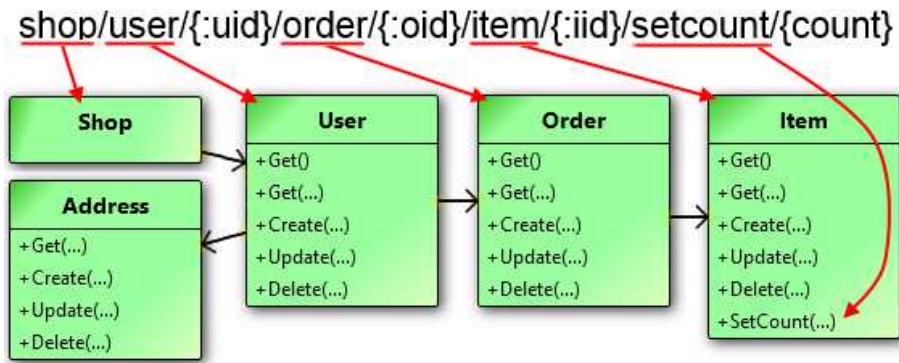 shop/user/{:uid}/order/{:oid}/item/{:iid}/setcount/{count}
Shop
Address
+Get(...)
+Create(...)
+Update(...)
+Delete(...)
User
+Get()
+Get(...)
+Create(...)
+Update(...)
+Delete(...)
Order
+Get()
+Get(...)
+Create(...)
+Update(...)
+Delete(...)
Item
+Get()
+Get(...)
+Create(...)
+Update(...)
+Delete(...)
+SetCount(...)